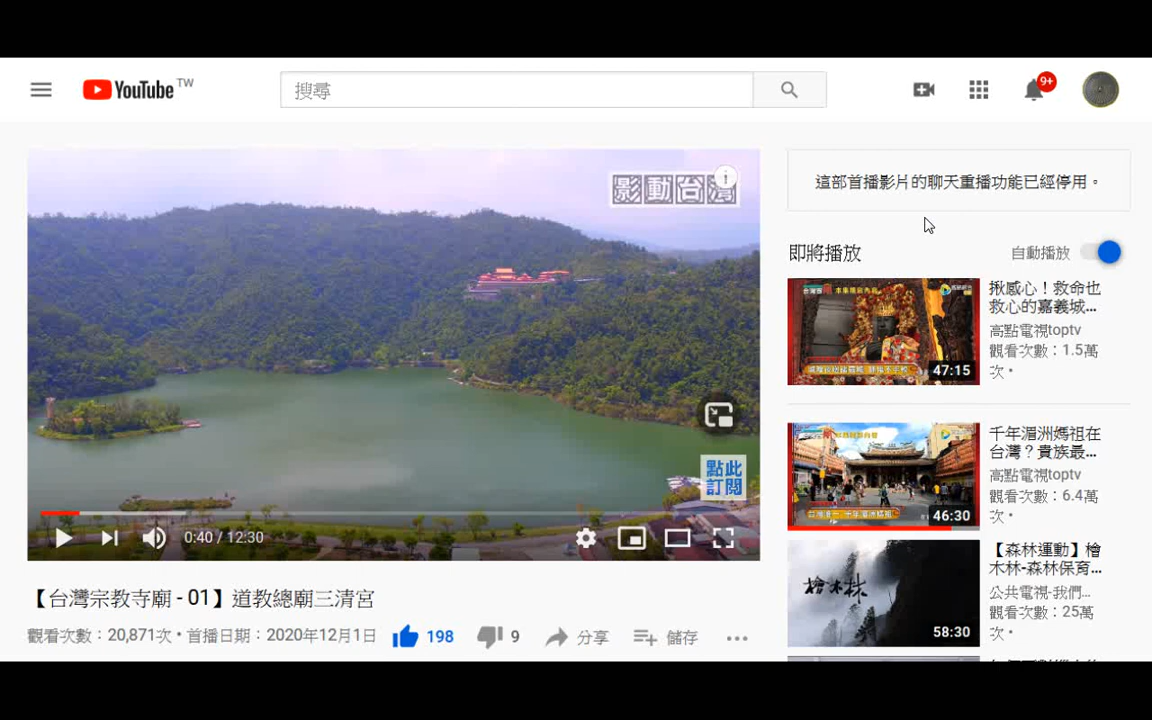 YouTube TW
搜尋
9+
影動台灣
i
這部首播影片的聊天重播功能已經停用。
即將播放
自動播放
揪感心！救命也
救心的嘉義城...
高點電視toptv
觀看次數：1.5萬
次•
47:15
千年湄洲媽祖在
台灣？貴族最...
高點電視toptv
觀看次數：6.4萬
次•
46:30
點此
訂閱
0:40 / 12:30
檜木林
58:30
【森林運動】檜
木林-森林保育...
公共電視-我們...
觀看次數：25萬
次•
【台灣宗教寺廟 - 01】道教總廟三清宮
觀看次數：20,871次 • 首播日期：2020年12月1日
198
9
分享
儲存